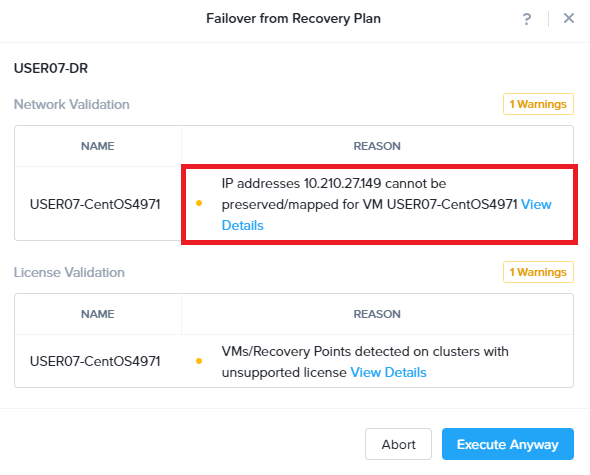 Failover from Recovery Plan
?
×
USER07-DR
Network Validation
1 Warnings
NAME
REASON
USER07-CentOS4971
IP addresses 10.210.27.149 cannot be
preserved/mapped for VM USER07-CentOS4971 View
Details
License Validation
1 Warnings
NAME
REASON
USER07-CentOS4971
VMs/Recovery Points detected on clusters with
unsupported license View Details
Abort
Execute Anyway